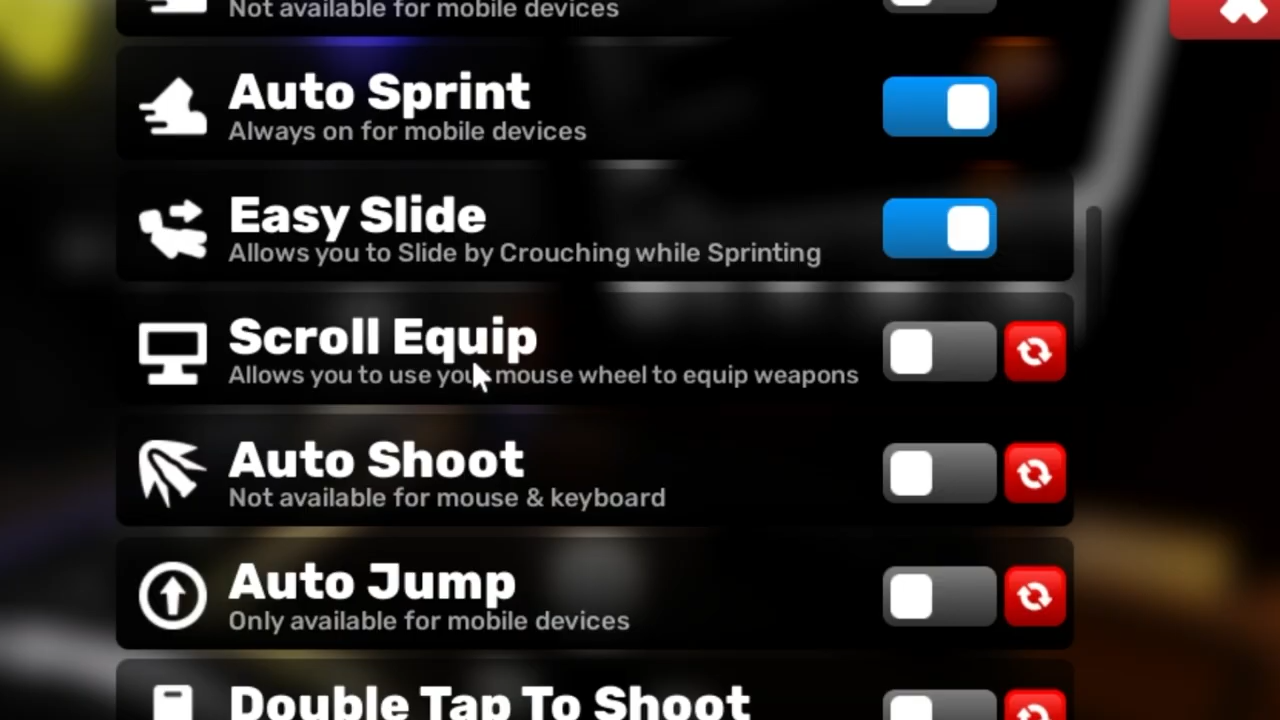 Not available for mobile devices
Auto Sprint
Always on for mobile devices
Easy Slide
Allows you to Slide by Crouching while Sprinting
Scroll Equip
Allows you to use your mouse wheel to equip weapons
Auto Shoot
Not available for mouse & keyboard
Auto Jump
Only available for mobile devices
Double Tap To Shoot